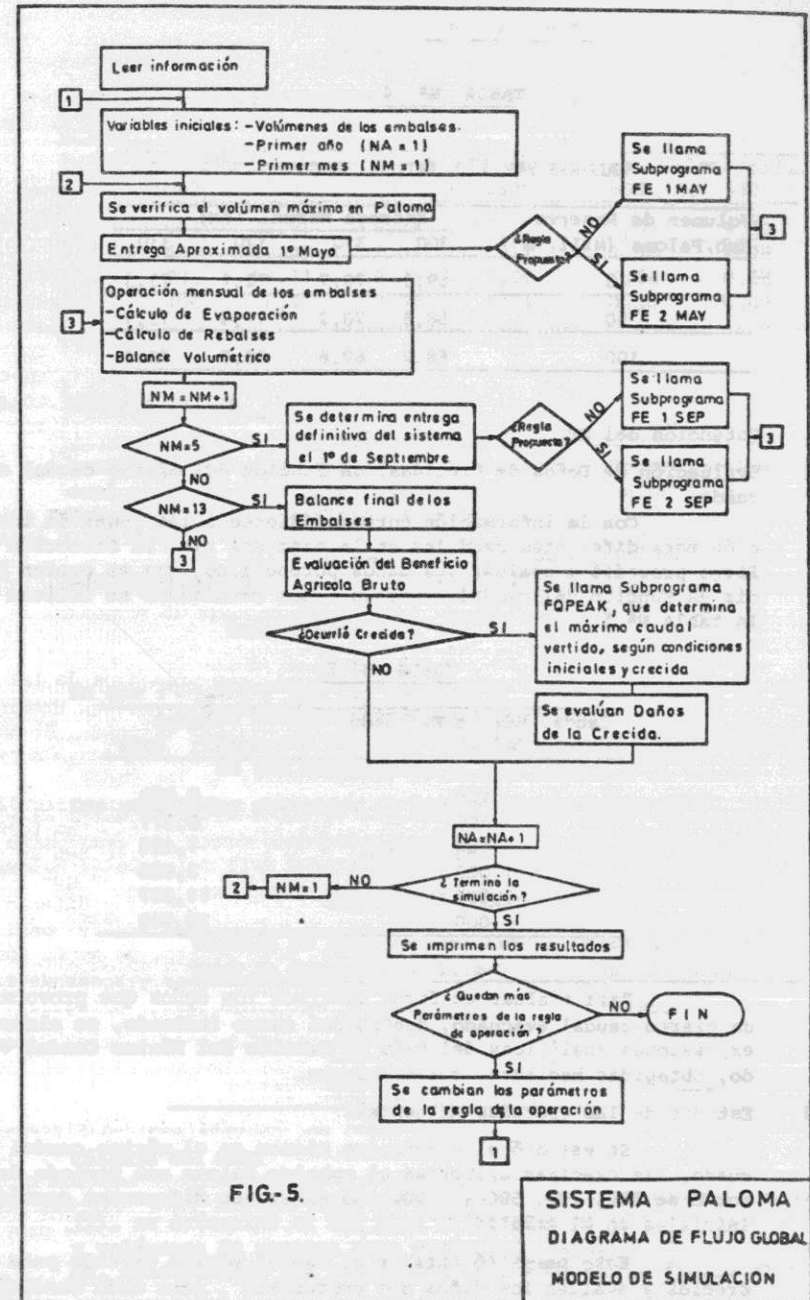 Leer información
1
Variables iniciales: -Volúmenes de los embalses.
-Primer año (NA = 1)
-Primer mes (NM = 1)
2
Se verifica el volúmen máximo en Paloma
Entrega Aproximada 1º Mayo
¿Regla
Propuesta?
NO
SI
Se llama
Subprograma
FE 1 MAY
Se llama
Subprograma
FE 2 MAY
3
3
Operación mensual de los embalses
-Cálculo de Evaporación
-Cálculo de Rebalses
-Balance Volumétrico
NM = NM+1
NM=5
SI
Se determina entrega
definitiva del sistema
el 1º de Septiembre
¿Regla
Propuesta?
NO
SI
Se llama
Subprograma
FE 1 SEP
Se llama
Subprograma
FE 2 SEP
3
NO
NM=13
SI
Balance final de los
Embalses
NO
3
Evaluación del Beneficio
Agrícola Bruto
¿Ocurrió Crecida?
SI
Se llama Subprograma
FQPEAK, que determina
el máximo caudal
vertido, según condiciones
iniciales y crecida
NO
Se evalúan Daños
de la Crecida.
NA=NA+1
¿ Terminó la
simulación ?
NO
NM=1
2
SI
Se imprimen los resultados
¿ Quedan más
Parámetros de la regla
de operación ?
NO
FIN
SI
Se cambian los parámetros
de la regla de la operación
1
FIG.- 5.
SISTEMA PALOMA
DIAGRAMA DE FLUJO GLOBAL
MODELO DE SIMULACIÓN